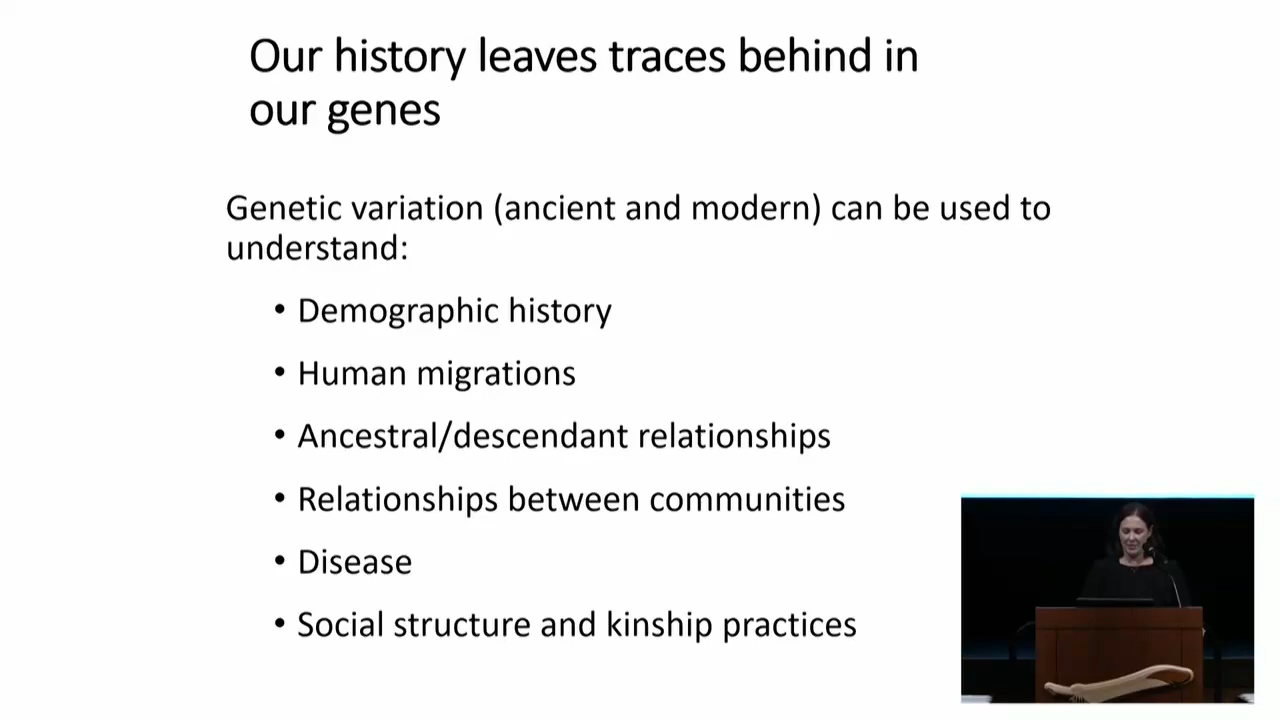 Our history leaves traces behind in
our genes
Genetic variation (ancient and modern) can be used to
understand:
• Demographic history
• Human migrations
• Ancestral/descendant relationships
• Relationships between communities
• Disease
• Social structure and kinship practices